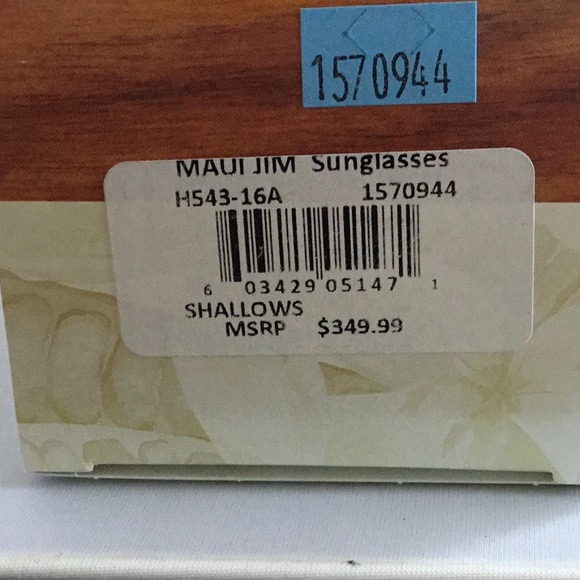 1570944
MAUI JIM Sunglasses
H543-16A 1570944
6 03429 05147 1
SHALLOWS
MSRP $349.99